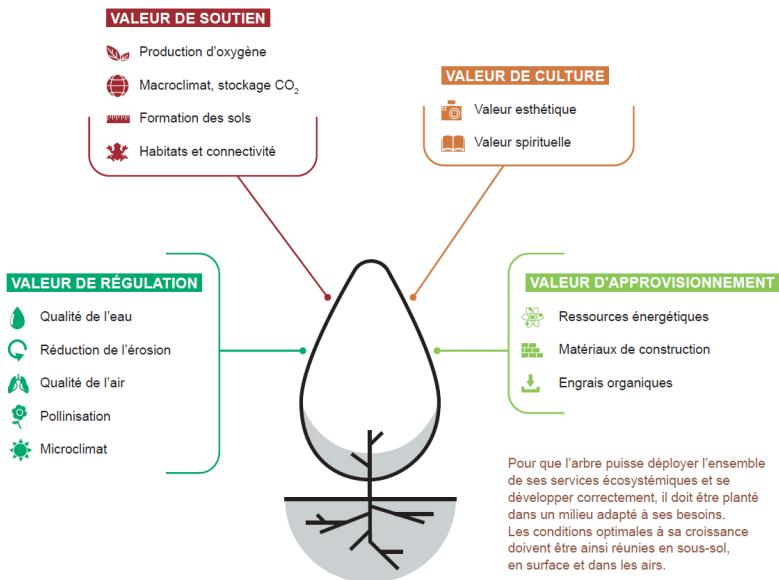 VALEUR DE SOUTIEN
Production d'oxygène
Macroclimat, stockage CO₂
Formation des sols
Habitats et connectivité
VALEUR DE CULTURE
Valeur esthétique
Valeur spirituelle
VALEUR DE RÉGULATION
Qualité de l'eau
Réduction de l'érosion
Qualité de l'air
Pollinisation
Microclimat
VALEUR D'APPROVISIONNEMENT
Ressources énergétiques
Matériaux de construction
Engrais organiques
Pour que l'arbre puisse déployer l'ensemble
de ses services écosystémiques et se
développer correctement, il doit être planté
dans un milieu adapté à ses besoins.
Les conditions optimales à sa croissance
doivent être ainsi réunies en sous-sol,
en surface et dans les airs.